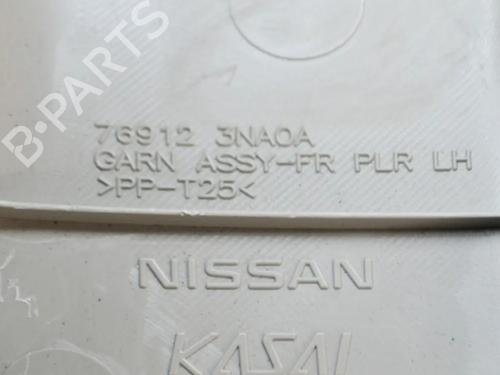 B-PARTS
76912 3NA0A
GARN ASSY-FR PLR LH
>PP-T25<
NISSAN
KASAI